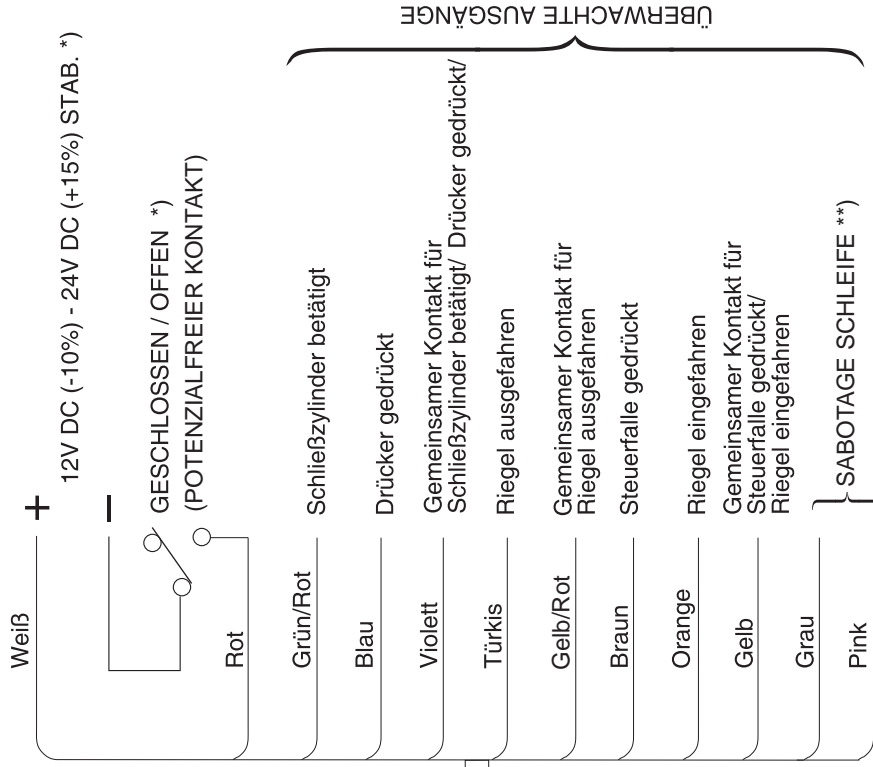 Weiß
+
12V DC (-10%) - 24V DC (+15%) STAB. *)
–
GESCHLOSSEN / OFFEN *)
(POTENZIALFREIER KONTAKT)
Rot
Grün/Rot
Schließzylinder betätigt
Blau
Drücker gedrückt
Violett
Gemeinsamer Kontakt für
Schließzylinder betätigt/ Drücker gedrückt/
Türkis
Riegel ausgefahren
Gelb/Rot
Gemeinsamer Kontakt für
Riegel ausgefahren
Braun
Steuerfalle gedrückt
Orange
Riegel eingefahren
Gelb
Gemeinsamer Kontakt für
Steuerfalle gedrückt/
Riegel eingefahren
Grau
Pink
SABOTAGE SCHLEIFE **)
ÜBERWACHTE AUSGÄNGE